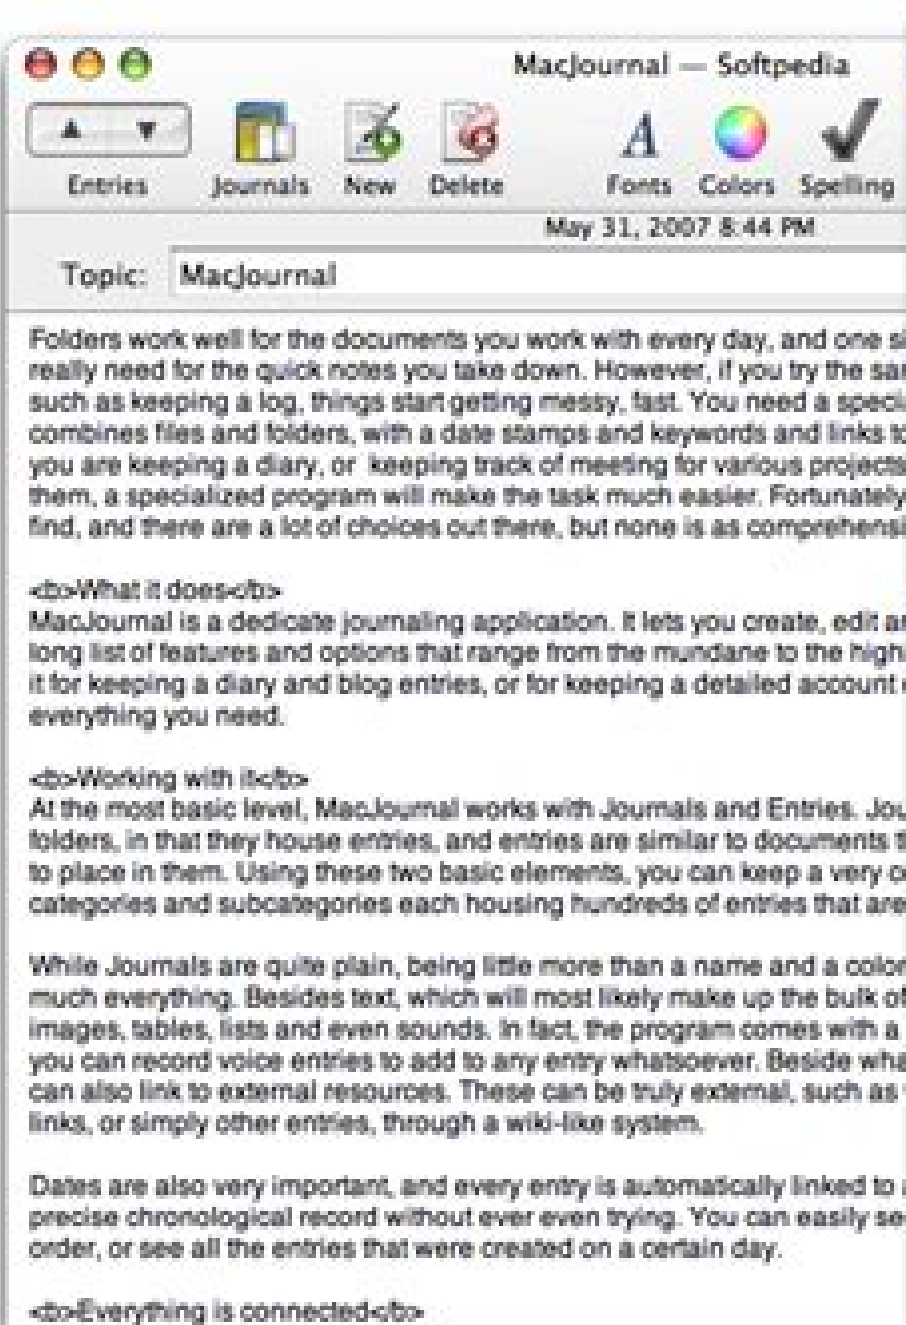 MacJournal — Softpedia
Entries Journals New Delete Fonts Colors Spelling
May 31, 2007 8:44 PM
Topic: MacJournal
Folders work well for the documents you work with every day, and one si
really need for the quick notes you take down. However, if you try the sar
such as keeping a log, things start getting messy, fast. You need a specia
combines files and folders, with a date stamps and keywords and links to
you are keeping a diary, or keeping track of meeting for various projects
them, a specialized program will make the task much easier. Fortunately
find, and there are a lot of choices out there, but none is as comprehensi
<b>What it does</b>
MacJournal is a dedicate journaling application. It lets you create, edit ar
long list of features and options that range from the mundane to the high
it for keeping a diary and blog entries, or for keeping a detailed account
everything you need.
<b>Working with it</b>
At the most basic level, MacJournal works with Journals and Entries. Jou
folders, in that they house entries, and entries are similar to documents t
to place in them. Using these two basic elements, you can keep a very o
categories and subcategories each housing hundreds of entries that are
While Journals are quite plain, being little more than a name and a color
much everything. Besides text, which will most likely make up the bulk of
images, tables, lists and even sounds. In fact, the program comes with a
you can record voice entries to add to any entry whatsoever. Beside wha
can also link to external resources. These can be truly external, such as
links, or simply other entries, through a wiki-like system.
Dates are also very important, and every entry is automatically linked to
precise chronological record without ever even trying. You can easily se
order, or see all the entries that were created on a certain day.
<b>Everything is connected</b>